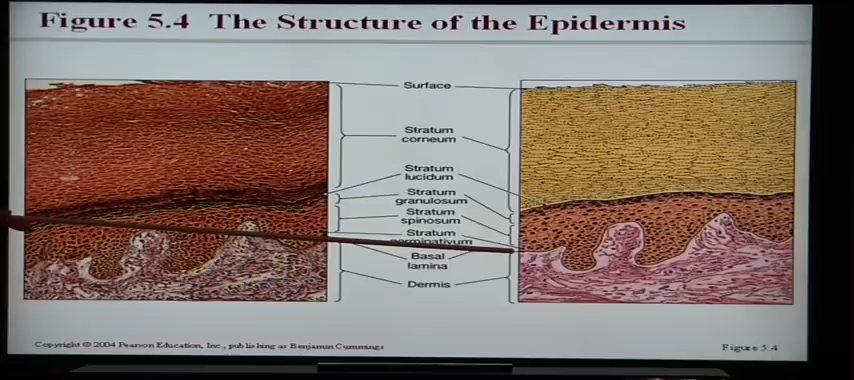 Figure 5.4 The Structure of the Epidermis
Surface
Stratum
corneum
Stratum
lucidum
Stratum
granulosum
Stratum
spinosum
Stratum
Basal
lamina
Dermis
Copyright © 2004 Pearson Education, Inc., publishing as Benjamin Cummings
Figure 5.4